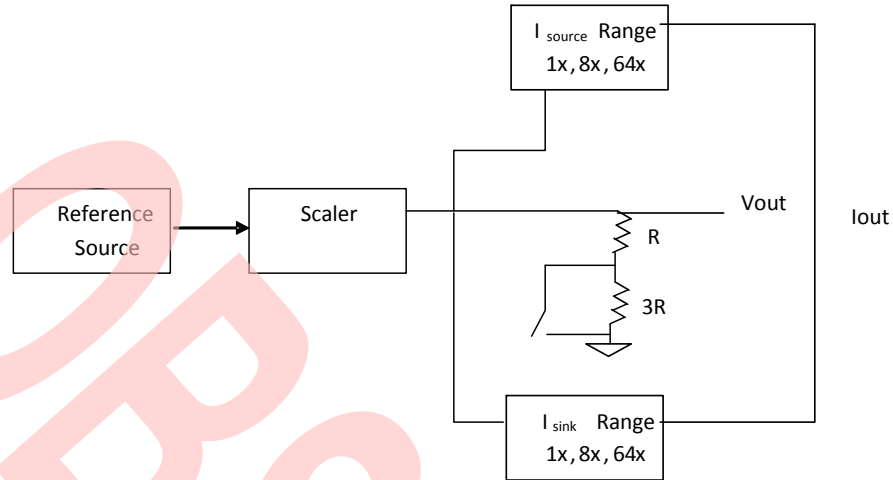 I source Range
1x, 8x, 64x
Reference
Source
Scaler
Vout
Iout
R
3R
I sink Range
1x, 8x, 64x